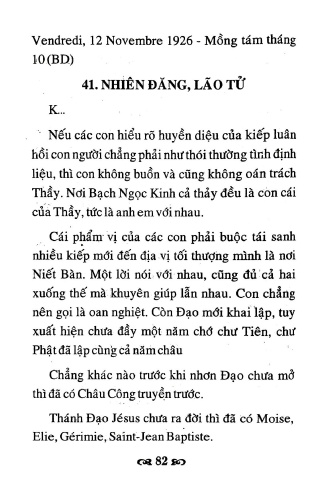 Vendredi, 12 Novembre 1926 - Mồng tám tháng
10 (BD)
41. NHIÊN ĐĂNG, LÃO TỬ
K...
Nếu các con hiểu rõ huyền diệu của kiếp luân
hồi con người chẳng phải như thói thường tình định
liệu, thì con không buồn và cũng không oán trách
Thầy. Nơi Bạch Ngọc Kinh cả thảy đều là con cái
của Thầy, tức là anh em với nhau.
Cái phẩm vị của các con phải buộc tái sanh
nhiều kiếp mới đến địa vị tối thượng mình là nơi
Niết Bàn. Một lời nói với nhau, cũng đủ cả hai
xuống thế mà khuyên giúp lẫn nhau. Con chẳng
nên gọi là oan nghiệt. Còn Đạo mới khai lập, tuy
xuất hiện chưa đầy một năm chớ chư Tiên, chư
Phật đã lập cùng cả năm châu
Chẳng khác nào trước khi nhơn Đạo chưa mở
thì đã có Châu Công truyền trước.
Thánh Đạo Jésus chưa ra đời thì đã có Moise,
Elie, Gérimie, Saint-Jean Baptiste.
82